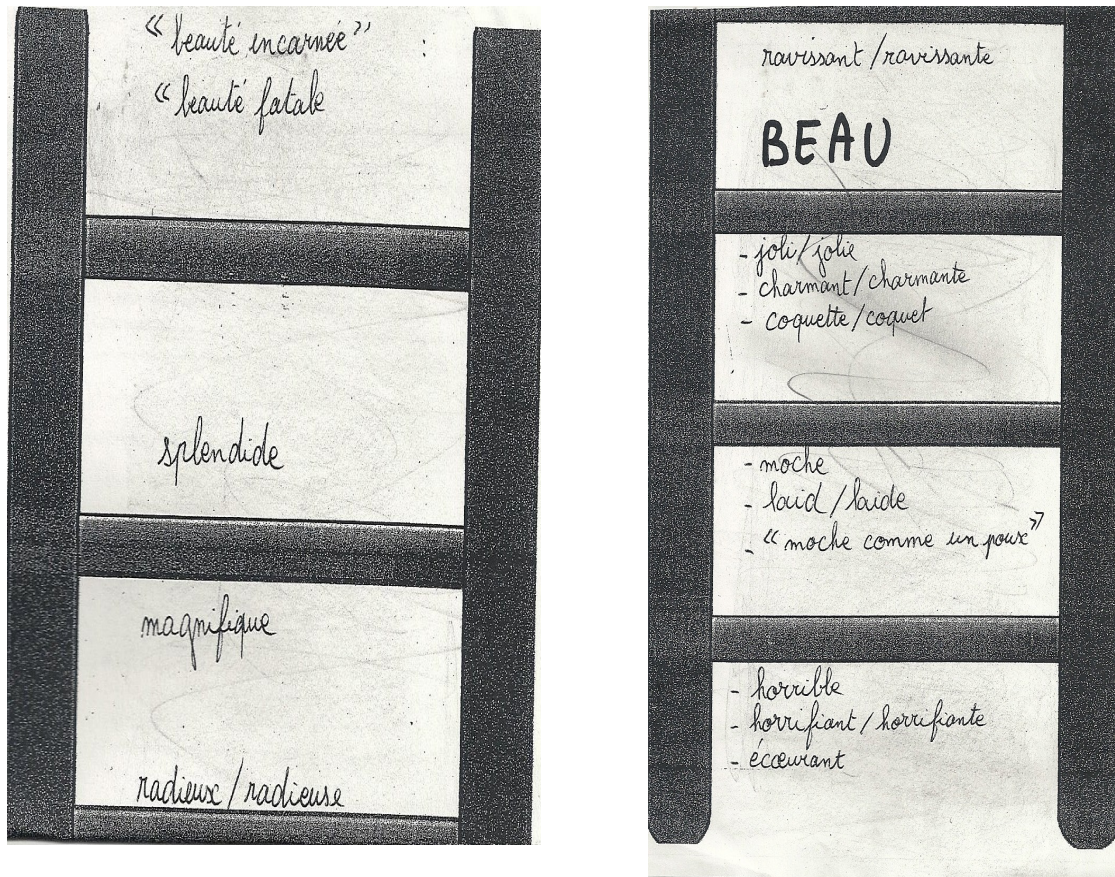 « beauté incarnée »
« beauté fatale
splendide
magnifique
radieux / radieuse
ravissant / ravissante
BEAU
- joli / jolie
- charmant / charmante
- coquette / coquet
- moche
- laid / laide
- « moche comme un poux »
- horrible
- horrifiant / horrifiante
- écœurant